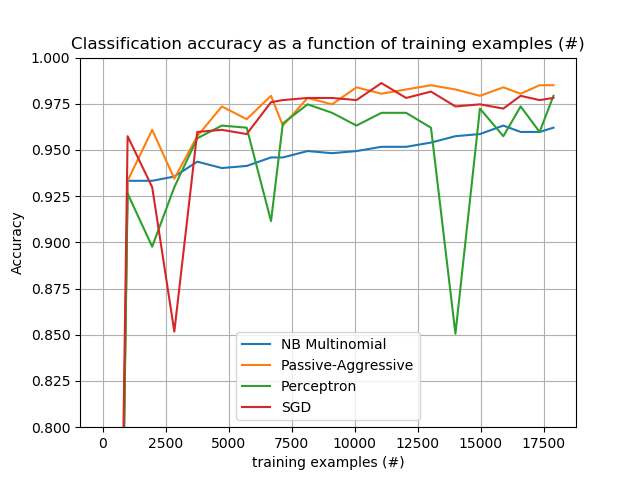 Classification accuracy as a function of training examples (#)
1.000
0.975
0.950
0.925
0.900
0.875
0.850
0.825
0.800
Accuracy
NB Multinomial
Passive-Aggressive
Perceptron
SGD
0 2500 5000 7500 10000 12500 15000 17500
training examples (#)